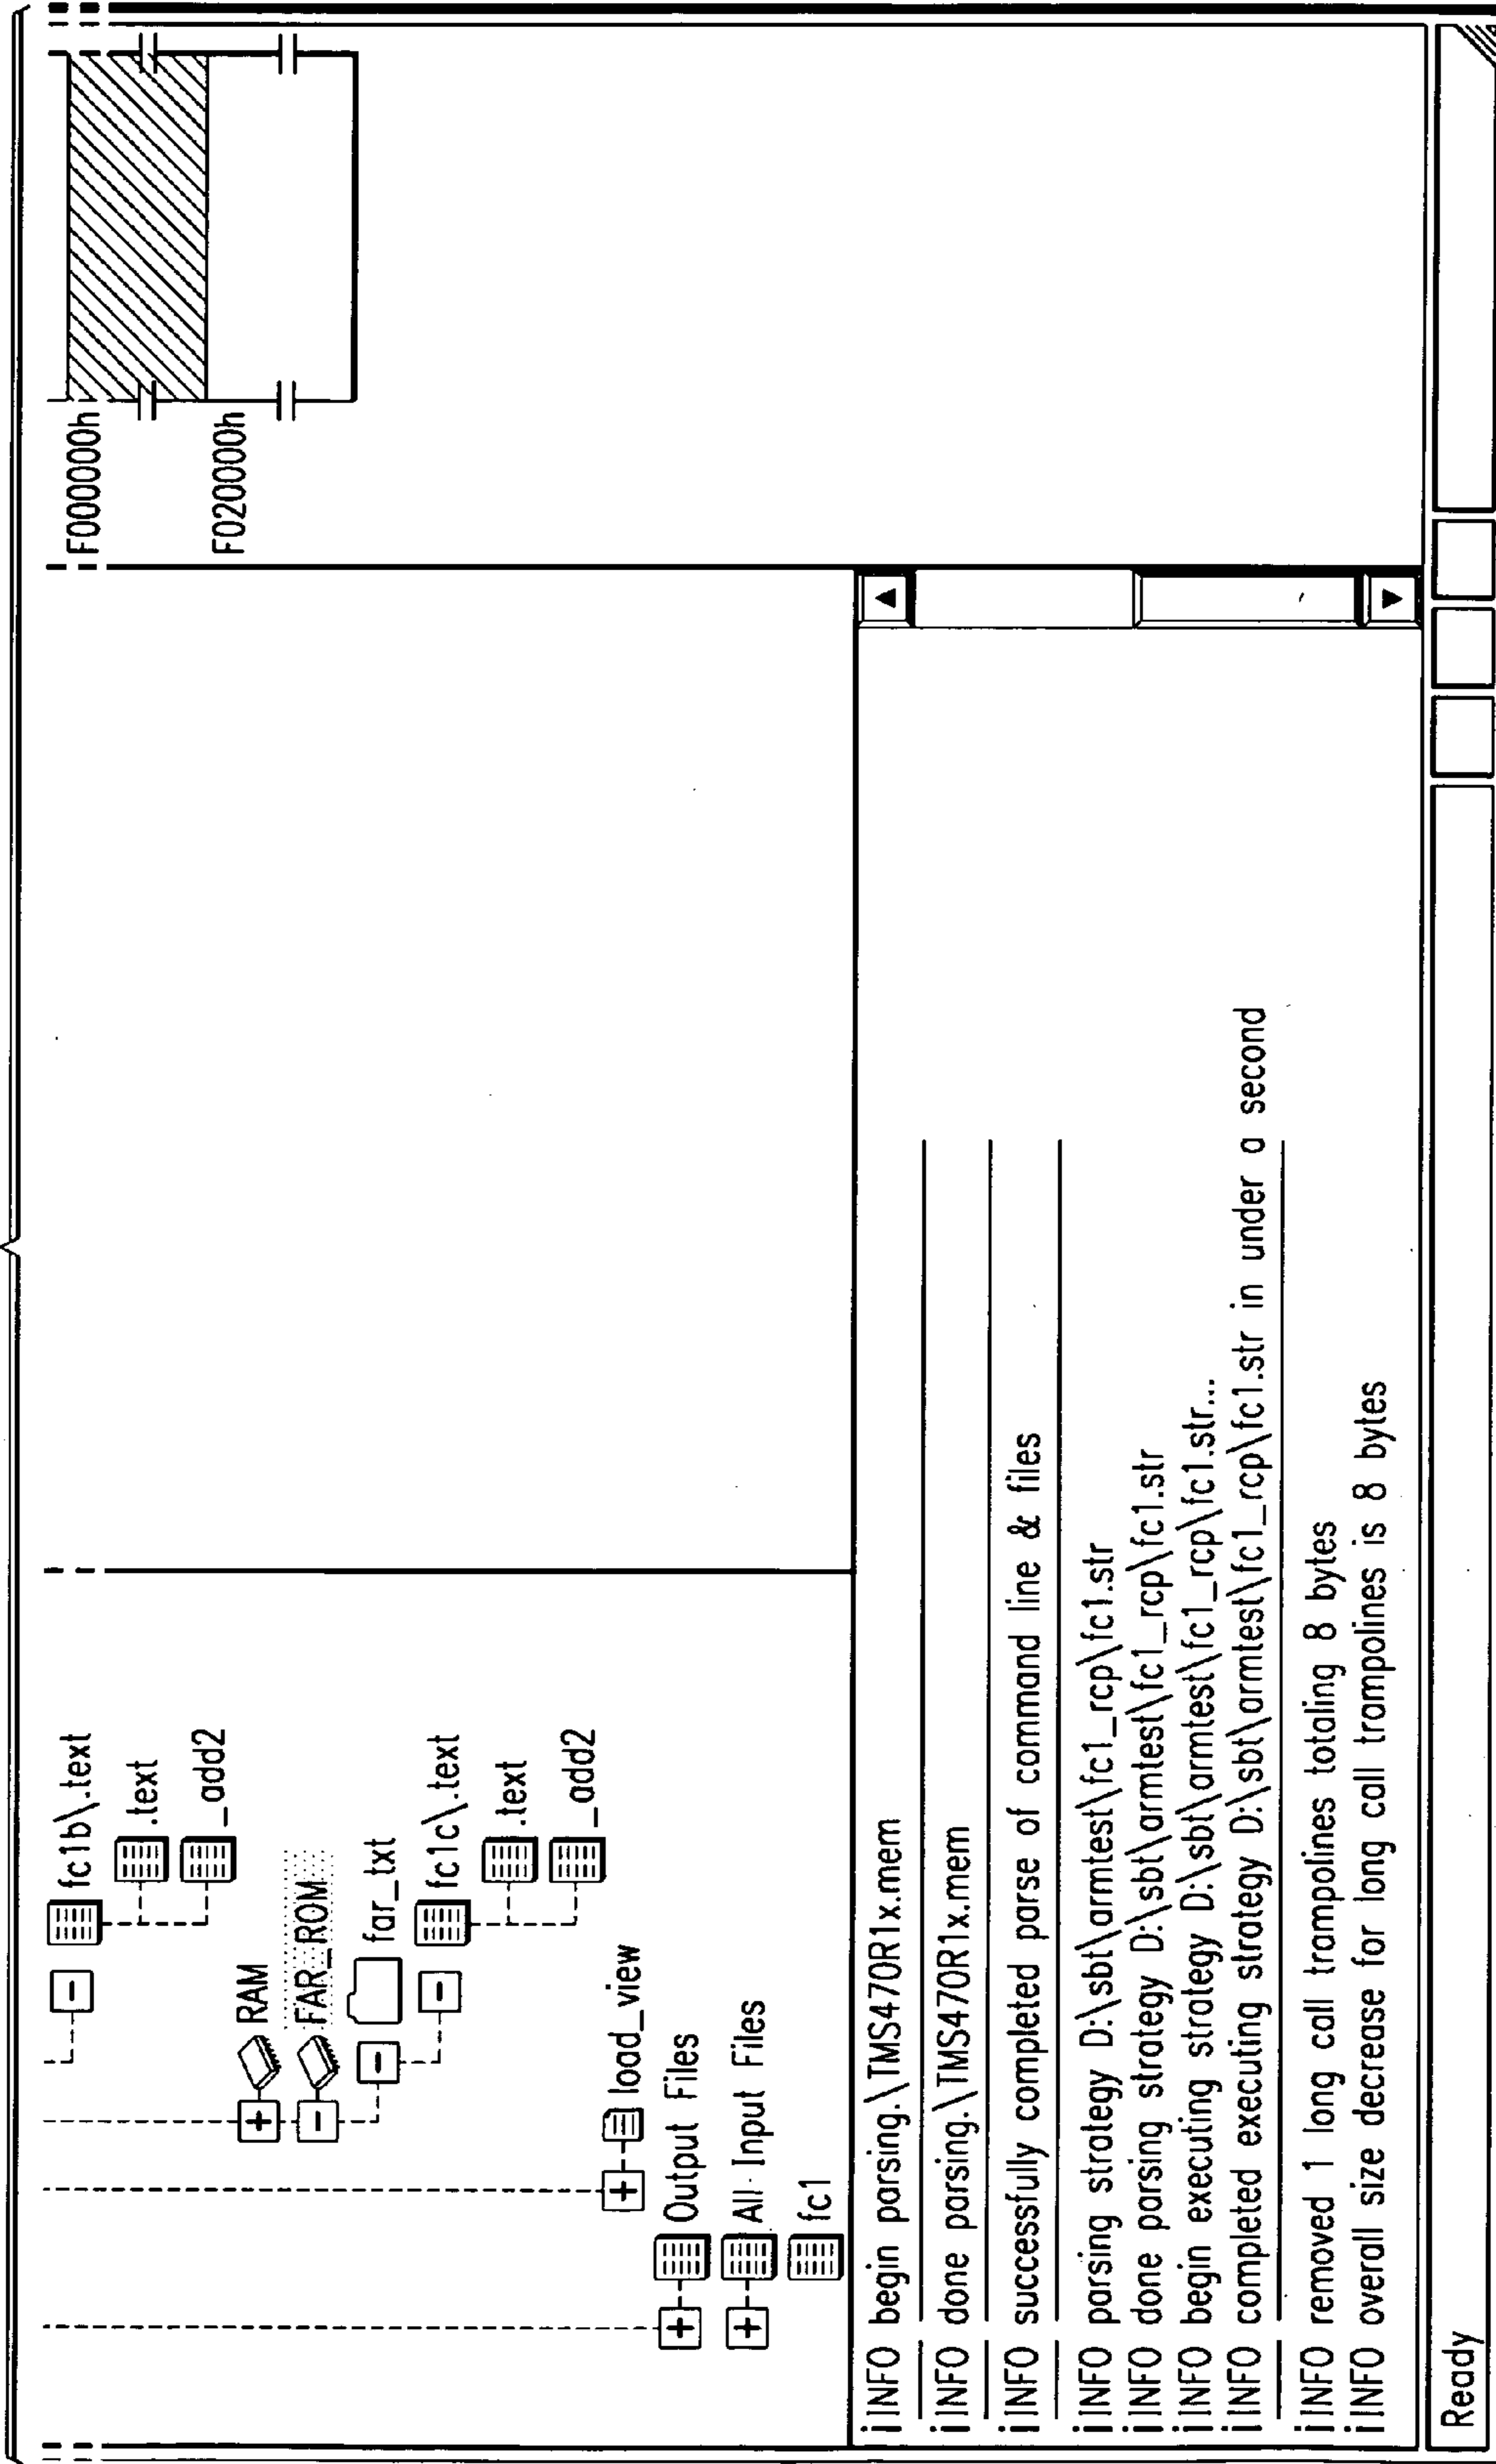 fc1b\.text
.text
_add2
RAM
FAR_ROM
far_txt
fc1c\.text
.text
_add2
load_view
Output Files
All Input Files
fc1
F000000h
F020000h
i INFO begin parsing.\TMS470R1x.mem
i INFO done parsing.\TMS470R1x.mem
i INFO successfully completed parse of command line & files
i INFO parsing strategy D:\sbt\armtest\fc1_rcp\fc1.str
i INFO done parsing strategy D:\sbt\armtest\fc1_rcp\fc1.str
i INFO begin executing strategy D:\sbt\armtest\fc1_rcp\fc1.str...
i INFO completed executing strategy D:\sbt\armtest\fc1_rcp\fc1.str in under a second
i INFO removed 1 long call trampolines totaling 8 bytes
i INFO overall size decrease for long call trampolines is 8 bytes
Ready